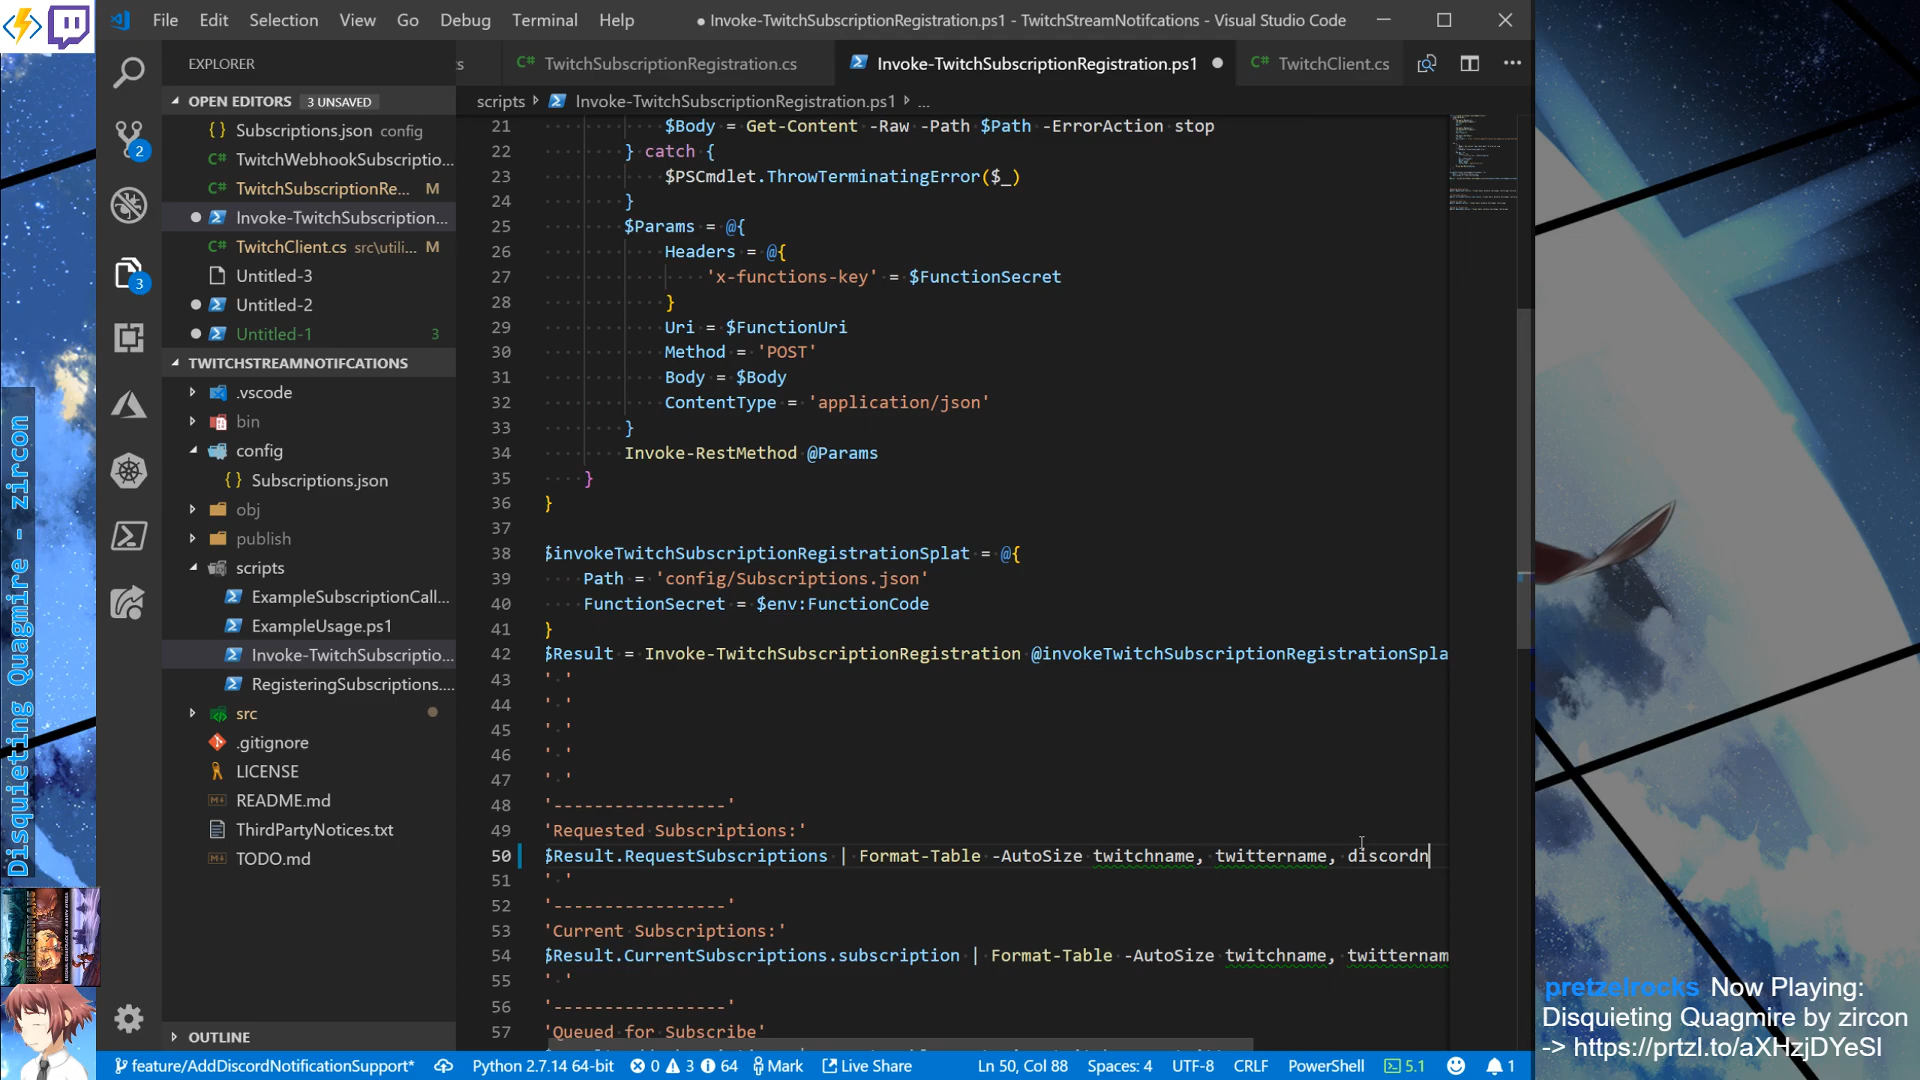 File Edit Selection View Go Debug Terminal Help
● Invoke-TwitchSubscriptionRegistration.ps1 - TwitchStreamNotifcations - Visual Studio Code
EXPLORER
OPEN EDITORS 3 UNSAVED
{ } Subscriptions.json config
C# TwitchWebhookSubscriptio...
C# TwitchSubscriptionRe... M
Invoke-TwitchSubscription...
C# TwitchClient.cs src\utili... M
Untitled-3
Untitled-2
Untitled-1 3
TWITCHSTREAMNOTIFCATIONS
.vscode
bin
config
{ } Subscriptions.json
obj
publish
scripts
ExampleSubscriptionCall...
ExampleUsage.ps1
Invoke-TwitchSubscriptio...
RegisteringSubscriptions....
src
.gitignore
LICENSE
README.md
ThirdPartyNotices.txt
TODO.md
OUTLINE
2
3
s C# TwitchSubscriptionRegistration.cs Invoke-TwitchSubscriptionRegistration.ps1 ● C# TwitchClient.cs ...
scripts > Invoke-TwitchSubscriptionRegistration.ps1 > ...
21 $Body = Get-Content -Raw -Path $Path -ErrorAction stop
22 } catch {
23 $PSCmdlet.ThrowTerminatingError($_)
24 }
25 $Params = @{
26 Headers = @{
27 'x-functions-key' = $FunctionSecret
28 }
29 Uri = $FunctionUri
30 Method = 'POST'
31 Body = $Body
32 ContentType = 'application/json'
33 }
34 Invoke-RestMethod @Params
35 }
36 }
37
38 $invokeTwitchSubscriptionRegistrationSplat = @{
39 Path = 'config/Subscriptions.json'
40 FunctionSecret = $env:FunctionCode
41 }
42 $Result = Invoke-TwitchSubscriptionRegistration @invokeTwitchSubscriptionRegistrationSpla
43 ' '
44 ' '
45 ' '
46 ' '
47 ' '
48 '-----------------'
49 'Requested Subscriptions:'
50 $Result.RequestSubscriptions | Format-Table -AutoSize twitchname, twittername, discordn
51 ' '
52 '-----------------'
53 'Current Subscriptions:'
54 $Result.CurrentSubscriptions.subscription | Format-Table -AutoSize twitchname, twitternam
55 ' '
56 '-----------------'
57 'Queued for Subscribe'
feature/AddDiscordNotificationSupport* Python 2.7.14 64-bit 0 3 64 Mark Live Share Ln 50, Col 88 Spaces: 4 UTF-8 CRLF PowerShell 5.1 1
Disquieting Quagmire - zircon
pretzelrocks Now Playing:
Disquieting Quagmire by zircon
-> https://prtzl.to/aXHzjDYeSI